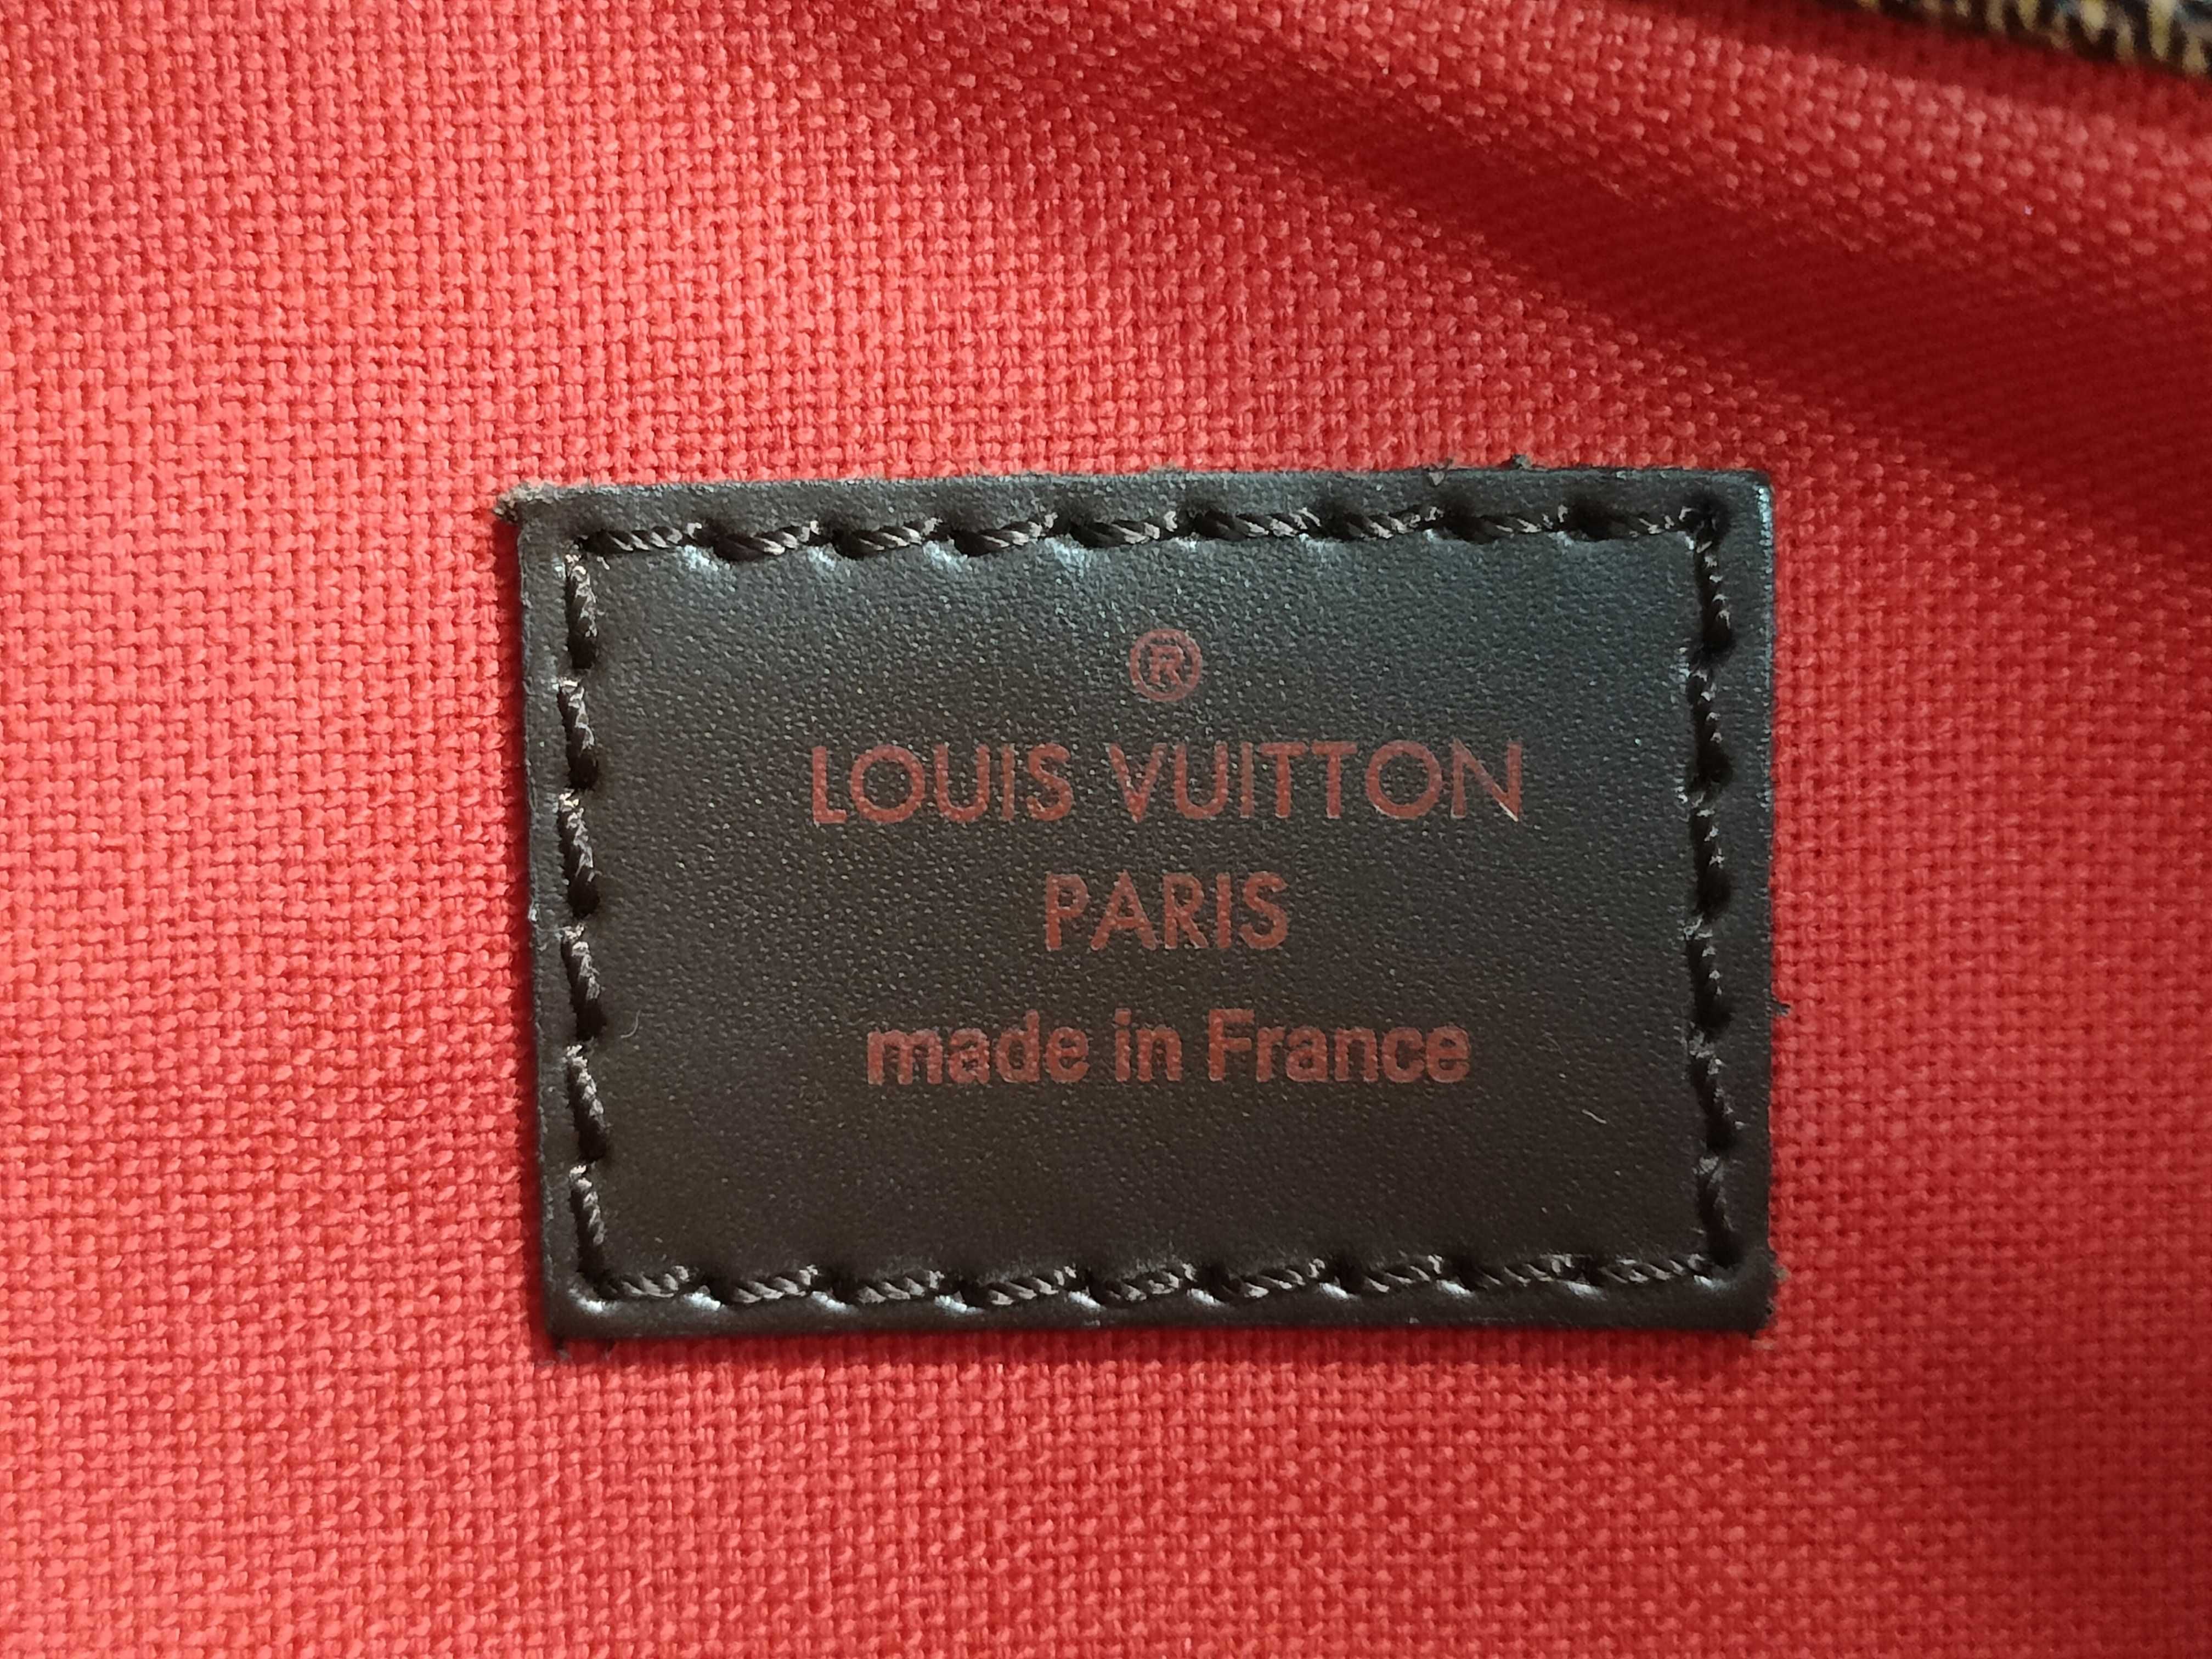 ®
LOUIS VUITTON
PARIS
made in France